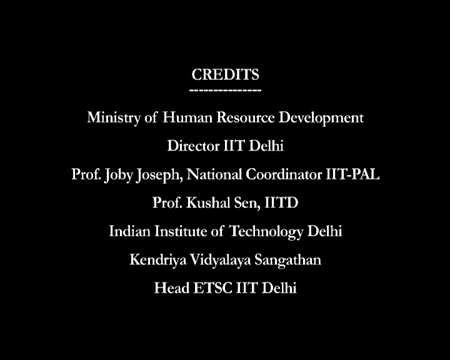 CREDITS
---------------
Ministry of Human Resource Development
Director IIT Delhi
Prof. Joby Joseph, National Coordinator IIT-PAL
Prof. Kushal Sen, IITD
Indian Institute of Technology Delhi
Kendriya Vidyalaya Sangathan
Head ETSC IIT Delhi